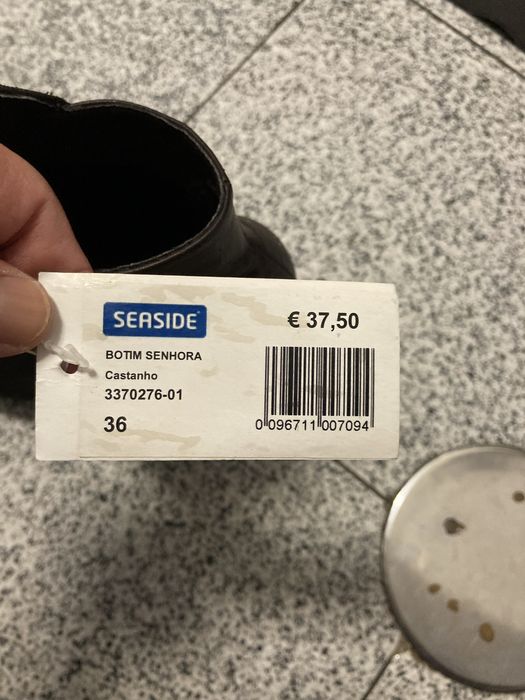 SEASIDE
€ 37,50
BOTIM SENHORA
Castanho
3370276-01
36
0 096711 007094